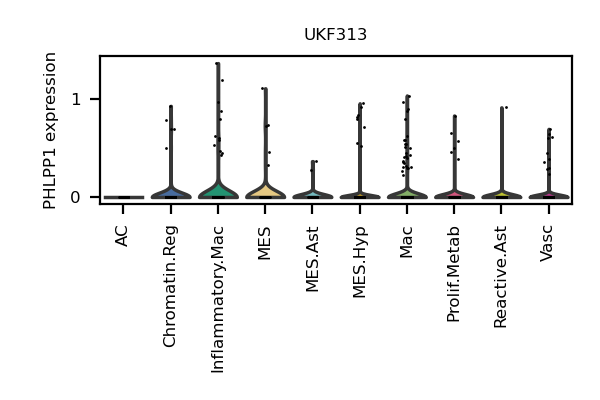 UKF313
PHLPP1 expression
1
0
AC
Chromatin.Reg
Inflammatory.Mac
MES
MES.Ast
MES.Hyp
Mac
Prolif.Metab
Reactive.Ast
Vasc